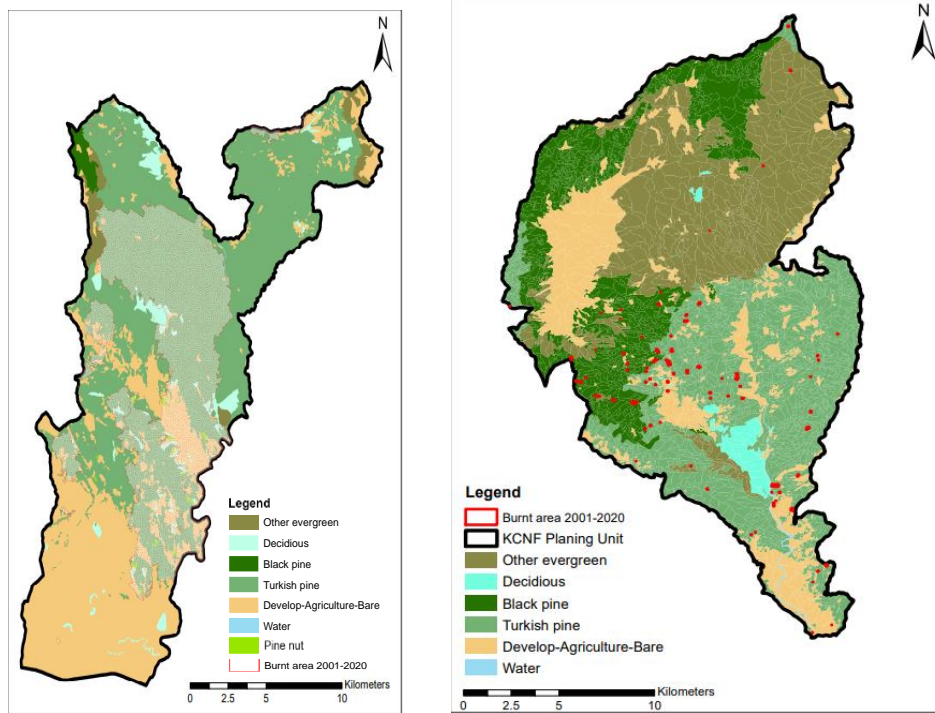 N
Legend
Other evergreen
Decidious
Black pine
Turkish pine
Develop-Agriculture-Bare
Water
Pine nut
Burnt area 2001-2020
Kilometers
0 2.5 5 10
N
Legend
Burnt area 2001-2020
KCNF Planing Unit
Other evergreen
Decidious
Black pine
Turkish pine
Develop-Agriculture-Bare
Water
Kilometers
0 2.5 5 10